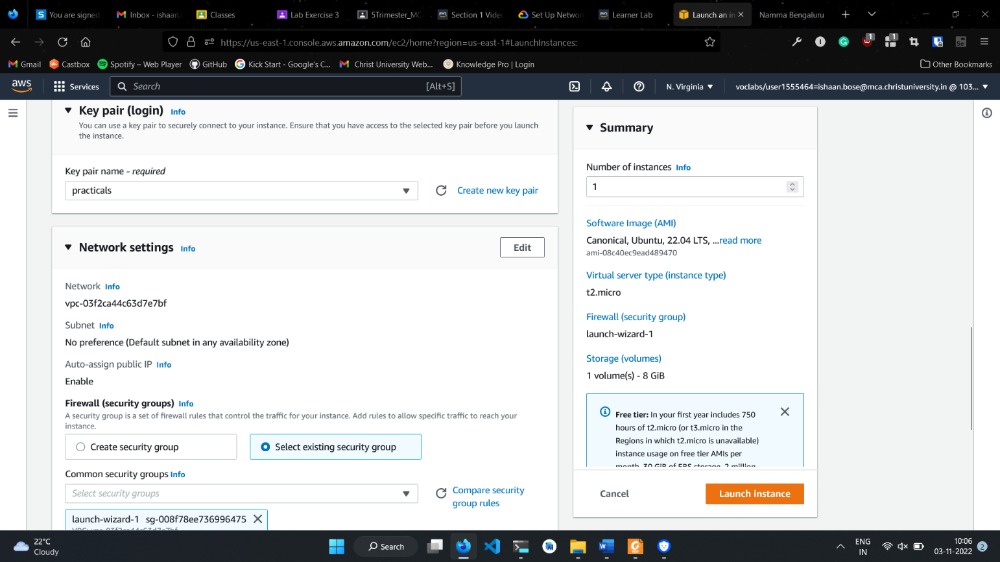 You are signed
Inbox - ishaan.
Classes
Lab Exercise 3
5Trimester_MC
Section 1 Vide
Set Up Networ
Learner Lab
Launch an in
Namma Bengaluru
https://us-east-1.console.aws.amazon.com/ec2/home?region=us-east-1#LaunchInstances:
1
1
Gmail
Castbox
Spotify – Web Player
GitHub
Kick Start - Google's C...
Christ University Web...
Knowledge Pro | Login
Other Bookmarks
aws
Services
Search
[Alt+S]
N. Virginia
voclabs/user1555464=ishaan.bose@mca.christuniversity.in @ 103...
Key pair (login) Info
You can use a key pair to securely connect to your instance. Ensure that you have access to the selected key pair before you launch
the instance.
Key pair name - required
practicals
Create new key pair
Network settings Info
Edit
Network Info
vpc-03f2ca44c63d7e7bf
Subnet Info
No preference (Default subnet in any availability zone)
Auto-assign public IP Info
Enable
Firewall (security groups) Info
A security group is a set of firewall rules that control the traffic for your instance. Add rules to allow specific traffic to reach your
instance.
Create security group
Select existing security group
Common security groups Info
Select security groups
Compare security
group rules
launch-wizard-1 sg-008f78ee736996475
VPC: vpc-03f2ca44c63d7e7bf
Summary
Number of instances Info
1
Software Image (AMI)
Canonical, Ubuntu, 22.04 LTS, ...read more
ami-08c40ec9ead489470
Virtual server type (instance type)
t2.micro
Firewall (security group)
launch-wizard-1
Storage (volumes)
1 volume(s) - 8 GiB
Free tier: In your first year includes 750
hours of t2.micro (or t3.micro in the
Regions in which t2.micro is unavailable)
instance usage on free tier AMIs per
month, 30 GiB of EBS storage, 2 million
Cancel
Launch instance
22°C
Cloudy
Search
ENG
IN
10:06
03-11-2022
2